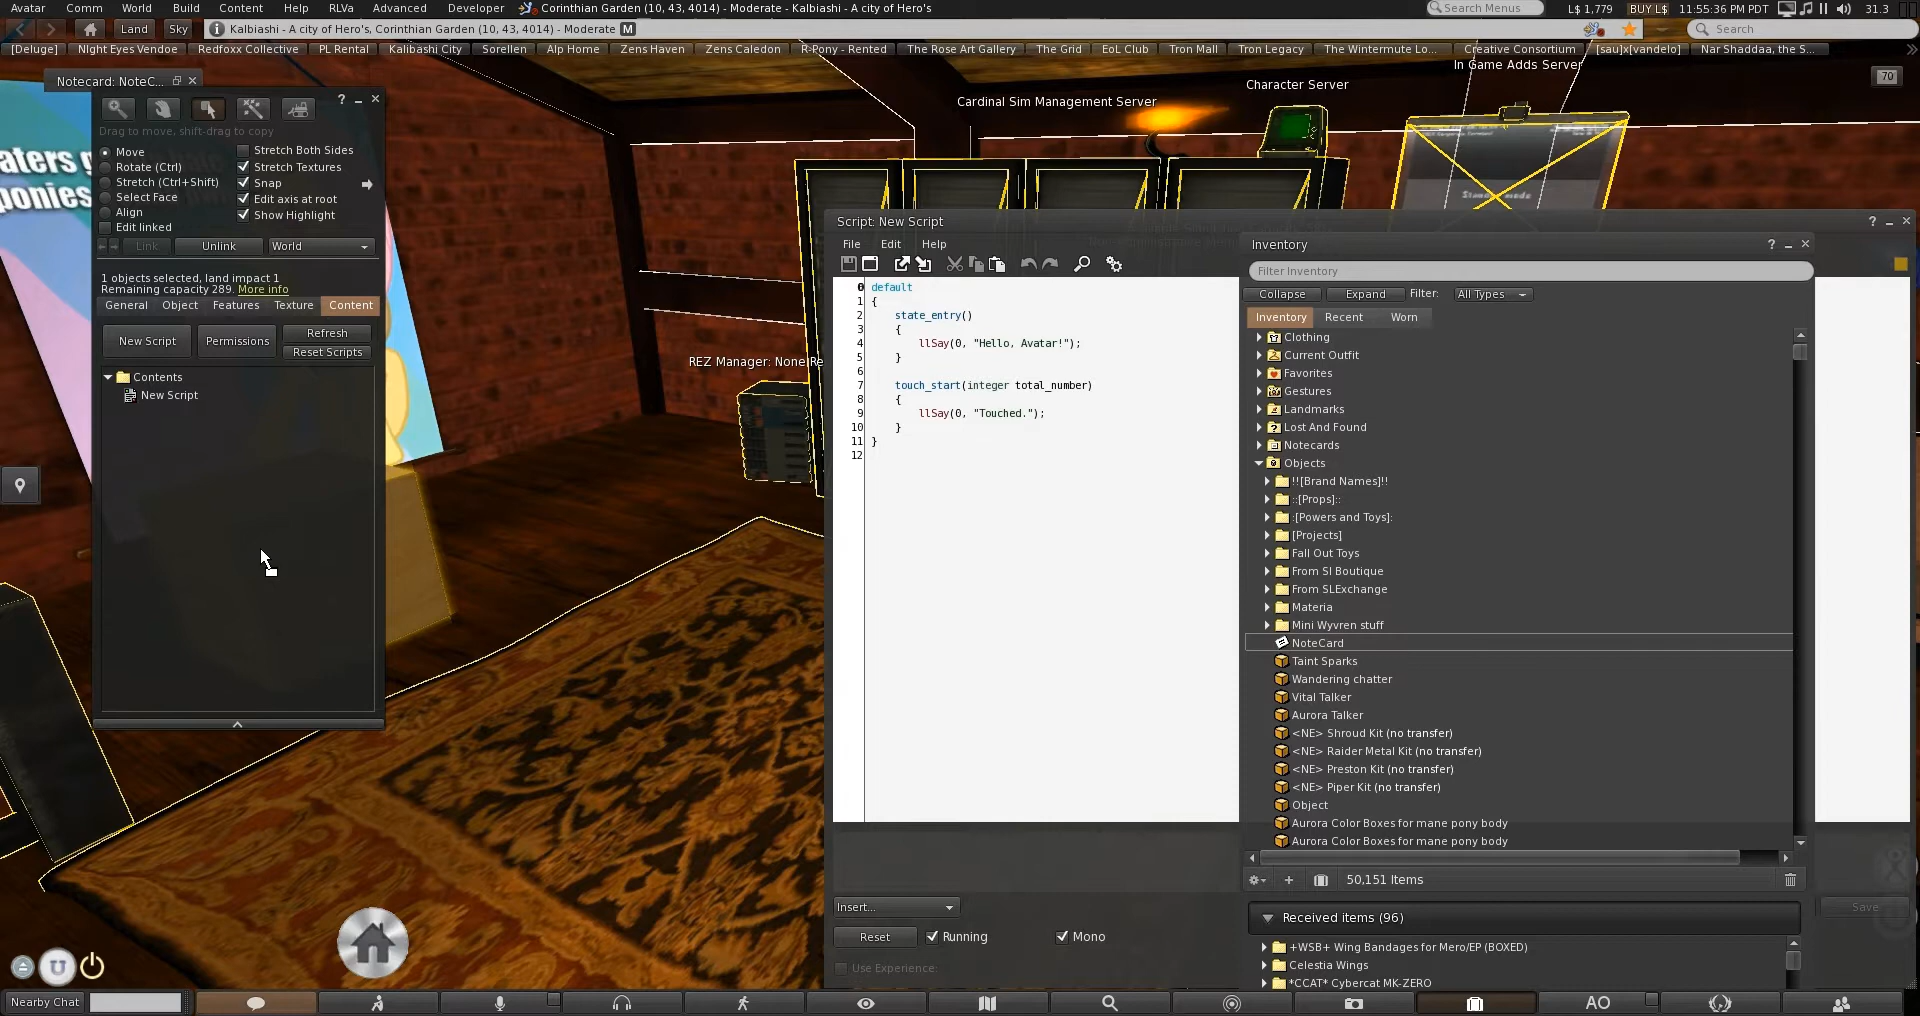 Avatar Comm World Build Content Help RLVa Advanced Developer Corinthian Garden (10, 43, 4014) - Moderate - Kalbiashi - A city of Hero's Search Menus L$ 1,779 BUY L$ 11:55:36 PM PDT 31.3
Land Sky Kalbiashi - A city of Hero's, Corinthian Garden (10, 43, 4014) - Moderate M Search
[Deluge] NIght Eyes Vendoe Redfoxx Collective PL Rental Kalibashi City Sorellen Alp Home Zens Haven Zens Caledon R-Pony - Rented The Rose Art Gallery The Grid EoL Club Tron Mall Tron Legacy The Wintermute Lo... Creative Consortium [sau]x[vandelo] Nar Shaddaa, the S...
In Game Adds Server
70
Character Server
Cardinal Sim Management Server
Notecard: NoteC...
Drag to move, shift-drag to copy
Move
Rotate (Ctrl)
Stretch (Ctrl+Shift)
Select Face
Align
Edit linked
Stretch Both Sides
Stretch Textures
Snap
Edit axis at root
Show Highlight
Link Unlink World
1 objects selected, land impact 1
Remaining capacity 289. More info
General Object Features Texture Content
New Script Permissions Refresh
Reset Scripts
Contents
New Script
aters
ponies
REZ Manager: None Re
Script: New Script
File Edit Help
0 default
1 {
2 state_entry()
3 {
4 llSay(0, "Hello, Avatar!");
5 }
6
7 touch_start(integer total_number)
8 {
9 llSay(0, "Touched.");
10 }
11 }
12
Insert...
Reset Running Mono
Use Experience:
Save
Inventory
Filter Inventory
Collapse Expand Filter: All Types
Inventory Recent Worn
Clothing
Current Outfit
Favorites
Gestures
Landmarks
Lost And Found
Notecards
Objects
!![Brand Names]!!
::[Props]::
:[Powers and Toys]:
[Projects]
Fall Out Toys
From SI Boutique
From SLExchange
Materia
Mini Wyvren stuff
NoteCard
Taint Sparks
Wandering chatter
Vital Talker
Aurora Talker
<NE> Shroud Kit (no transfer)
<NE> Raider Metal Kit (no transfer)
<NE> Preston Kit (no transfer)
<NE> Piper Kit (no transfer)
Object
Aurora Color Boxes for mane pony body
Aurora Color Boxes for mane pony body
50,151 Items
Received items (96)
+WSB+ Wing Bandages for Mero/EP (BOXED)
Celestia Wings
*CCAT* Cybercat MK-ZERO
Nearby Chat
AO